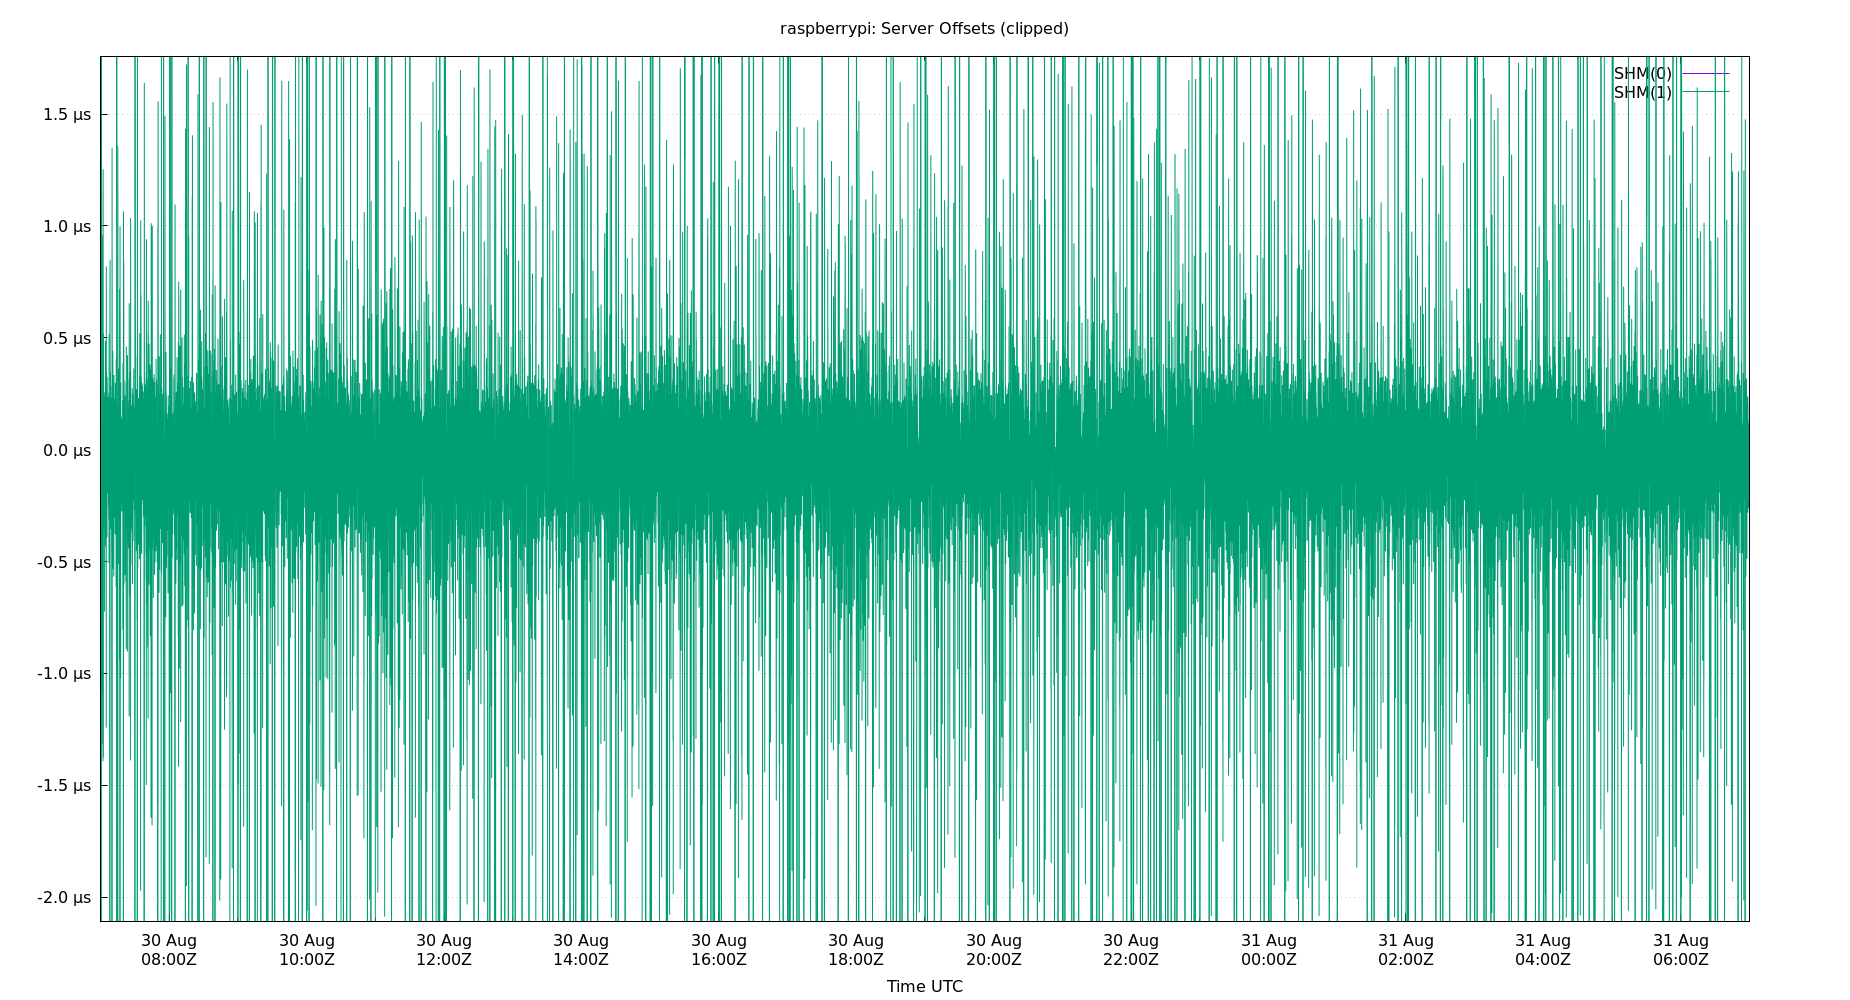 raspberrypi: Server Offsets (clipped)
SHM(0)
SHM(1)
1.5 µs
1.0 µs
0.5 µs
0.0 µs
-0.5 µs
-1.0 µs
-1.5 µs
-2.0 µs
30 Aug 30 Aug 30 Aug 30 Aug 30 Aug 30 Aug 30 Aug 30 Aug 31 Aug 31 Aug 31 Aug 31 Aug
08:00Z 10:00Z 12:00Z 14:00Z 16:00Z 18:00Z 20:00Z 22:00Z 00:00Z 02:00Z 04:00Z 06:00Z
Time UTC